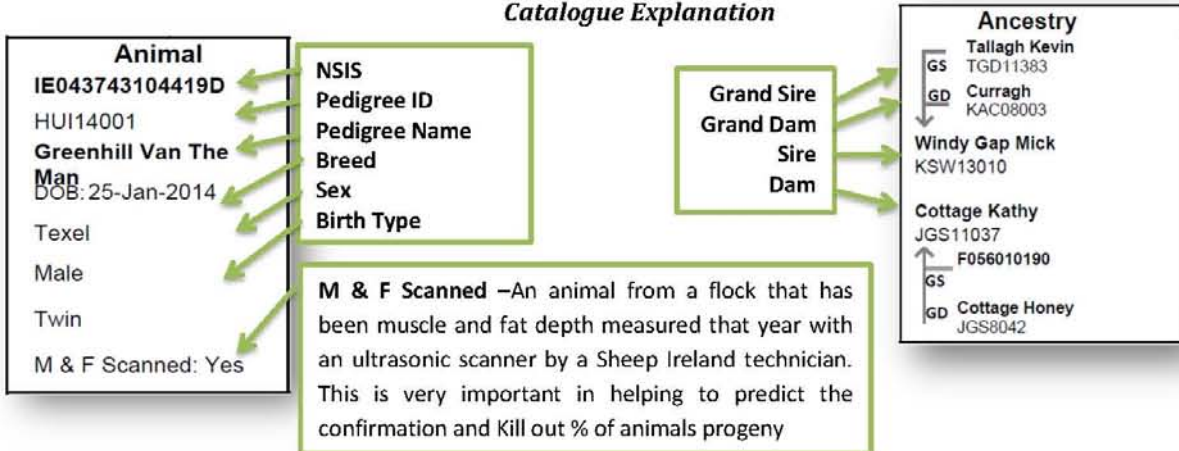 Catalogue Explanation
Animal
IE043743104419D
HUI14001
Greenhill Van The
Man
DOB: 25-Jan-2014
Texel
Male
Twin
M & F Scanned: Yes
NSIS
Pedigree ID
Pedigree Name
Breed
Sex
Birth Type
M & F Scanned –An animal from a flock that has
been muscle and fat depth measured that year with
an ultrasonic scanner by a Sheep Ireland technician.
This is very important in helping to predict the
confirmation and Kill out % of animals progeny
Grand Sire
Grand Dam
Sire
Dam
Ancestry
Tallagh Kevin
GS TGD11383
GD Curragh
KAC08003
Windy Gap Mick
KSW13010
Cottage Kathy
JGS11037
F056010190
GS
GD Cottage Honey
JGS8042